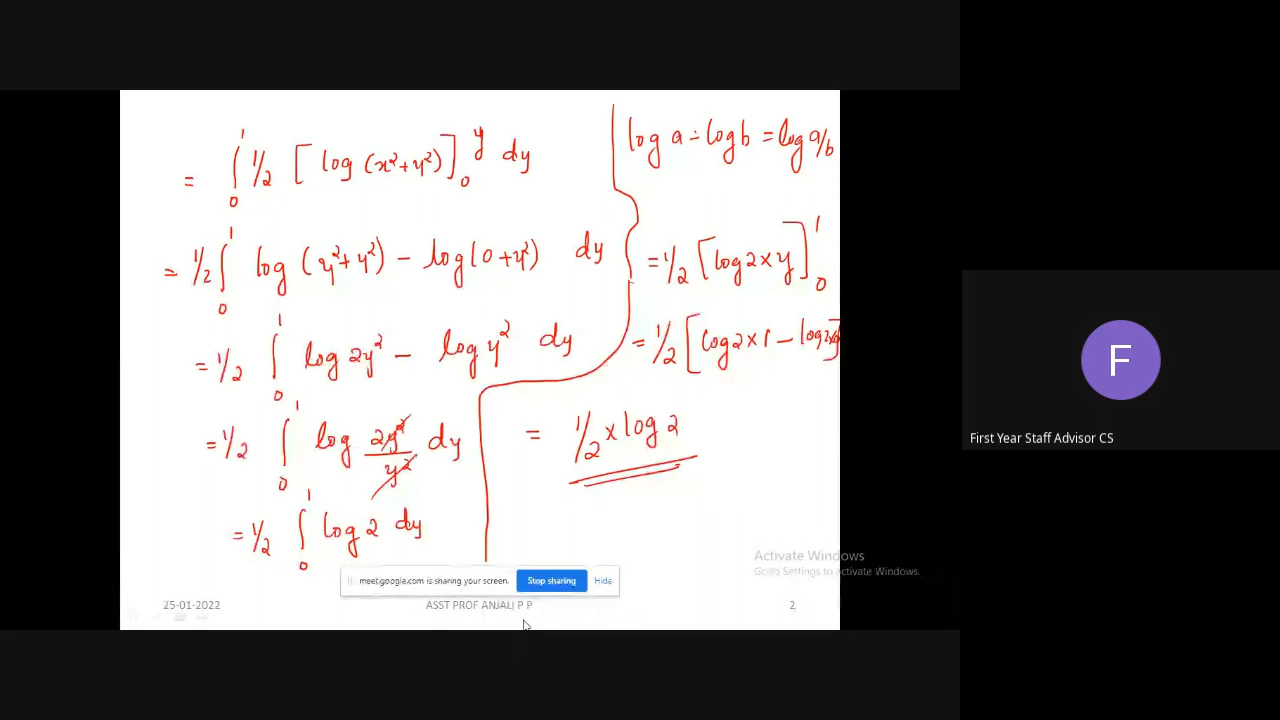 = ∫₀¹ 1/2 [log (x²+y²)]₀ʸ dy
= 1/2 ∫₀¹ log (y²+y²) - log (0+y²) dy
= 1/2 ∫₀¹ log 2y² - log y² dy
= 1/2 ∫₀¹ log 2y²/y² dy
= 1/2 ∫₀¹ log 2 dy
log a - log b = log a/b
= 1/2 [log 2 × y]₀¹
= 1/2 [log 2 × 1 - log 2×0]
= 1/2 × log 2
meet.google.com is sharing your screen. Stop sharing Hide
25-01-2022 ASST PROF ANJALI P P 2
Activate Windows
Go to Settings to activate Windows.
F
First Year Staff Advisor CS